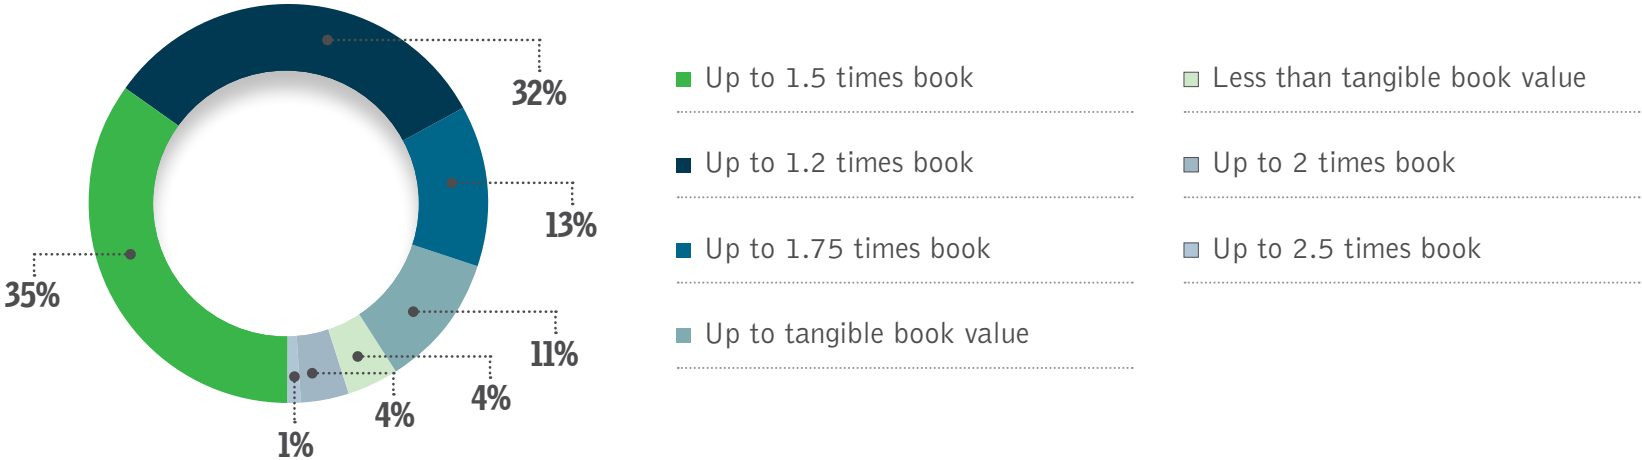 32%
13%
35%
11%
4%
4%
1%
Up to 1.5 times book
Up to 1.2 times book
Up to 1.75 times book
Up to tangible book value
Less than tangible book value
Up to 2 times book
Up to 2.5 times book